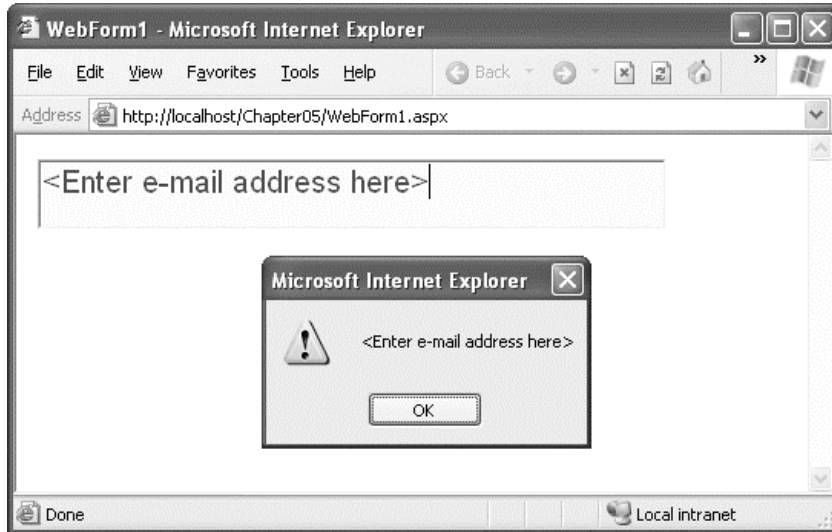 WebForm1 - Microsoft Internet Explorer
File Edit View Favorites Tools Help Back »
Address http://localhost/Chapter05/WebForm1.aspx
<Enter e-mail address here>
Microsoft Internet Explorer
<Enter e-mail address here>
OK
Done Local intranet